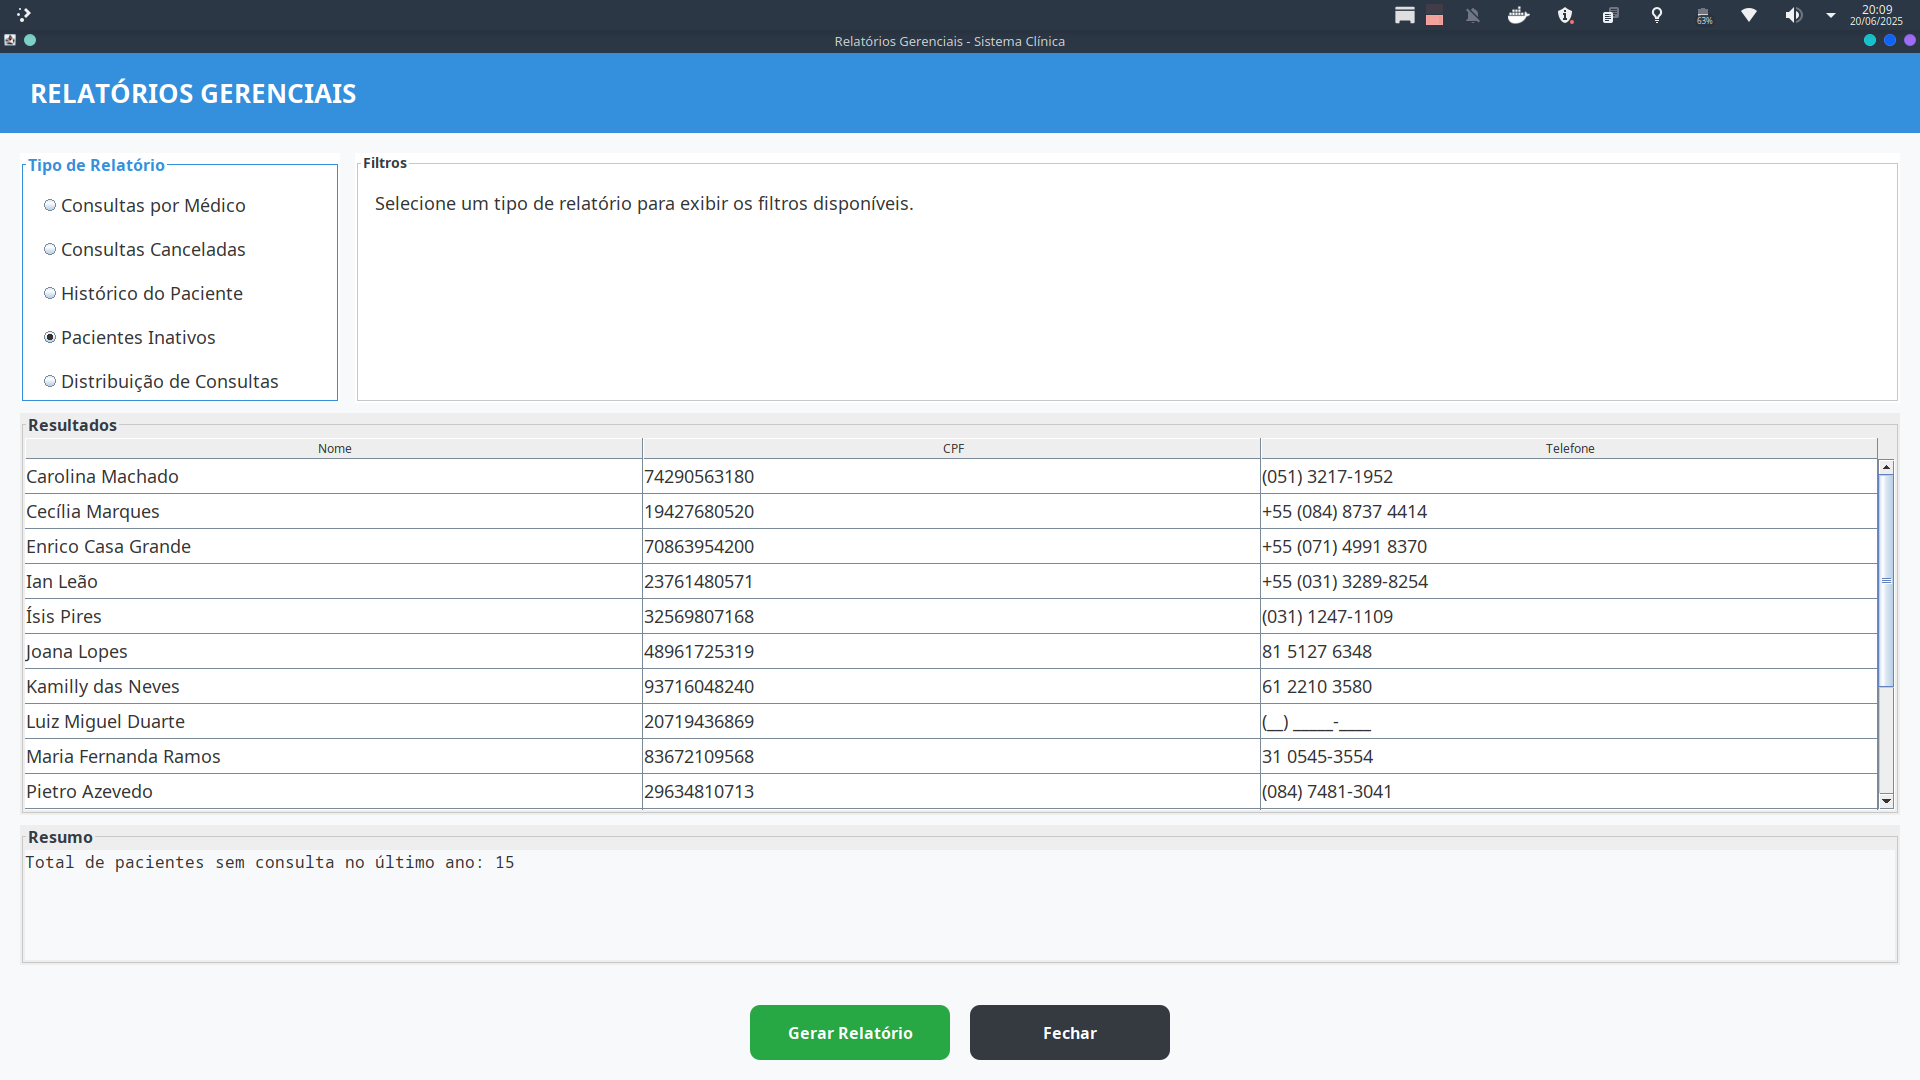 20:09
63%
20/06/2025
Relatórios Gerenciais - Sistema Clínica
RELATÓRIOS GERENCIAIS
Tipo de Relatório
Consultas por Médico
Consultas Canceladas
Histórico do Paciente
Pacientes Inativos
Distribuição de Consultas
Filtros
Selecione um tipo de relatório para exibir os filtros disponíveis.
Resultados
Nome CPF Telefone
Carolina Machado 74290563180 (051) 3217-1952
Cecília Marques 19427680520 +55 (084) 8737 4414
Enrico Casa Grande 70863954200 +55 (071) 4991 8370
Ian Leão 23761480571 +55 (031) 3289-8254
Ísis Pires 32569807168 (031) 1247-1109
Joana Lopes 48961725319 81 5127 6348
Kamilly das Neves 93716048240 61 2210 3580
Luiz Miguel Duarte 20719436869 (__) _____-____
Maria Fernanda Ramos 83672109568 31 0545-3554
Pietro Azevedo 29634810713 (084) 7481-3041
Resumo
Total de pacientes sem consulta no último ano: 15
Gerar Relatório
Fechar